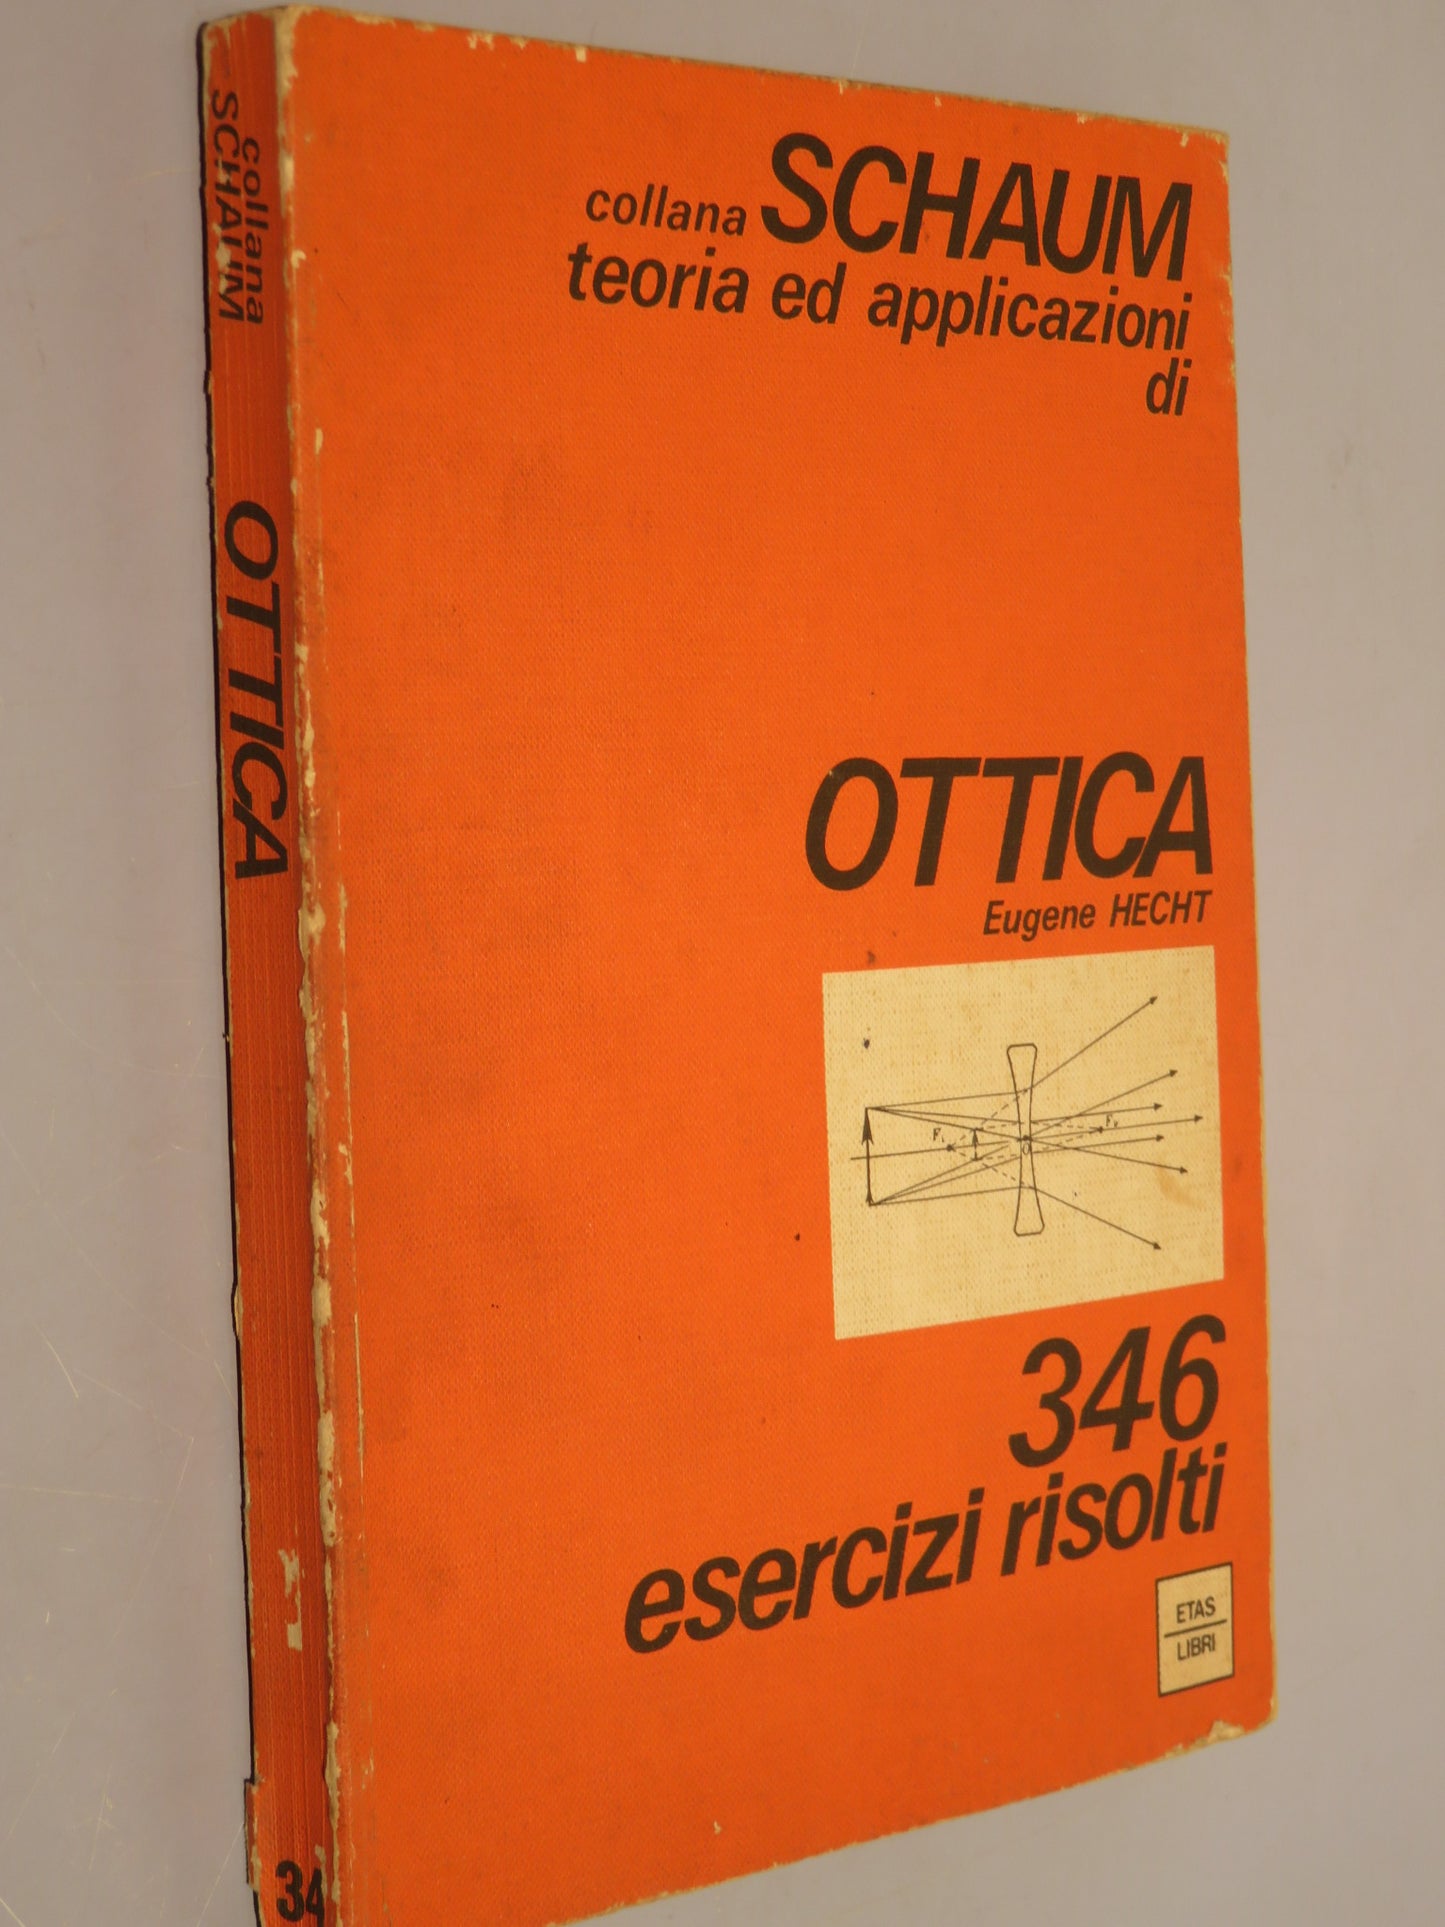 collana SCHAUM
teoria ed applicazioni
di
OTTICA
Eugene HECHT
F
O
F
346
esercizi risolti
ETAS
LIBRI
collana
SCHAUM
OTTICA
34